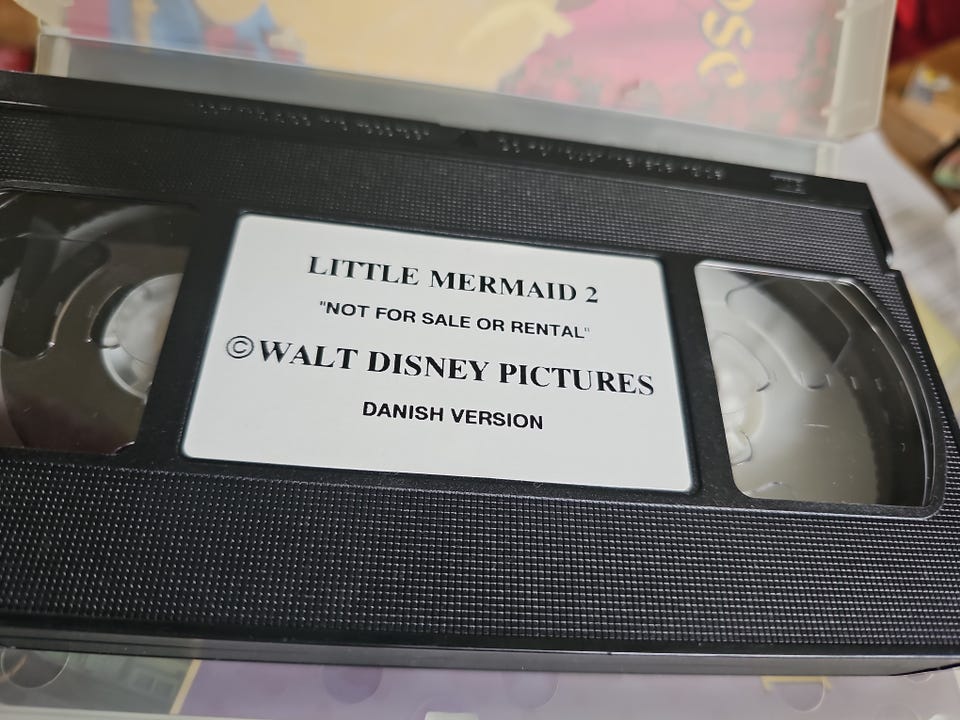 LITTLE MERMAID 2
"NOT FOR SALE OR RENTAL"
©WALT DISNEY PICTURES
DANISH VERSION